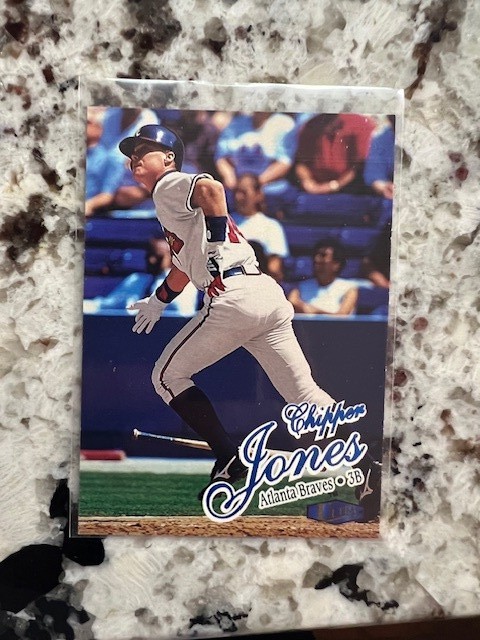 Chipper
Jones
Atlanta Braves • 3B